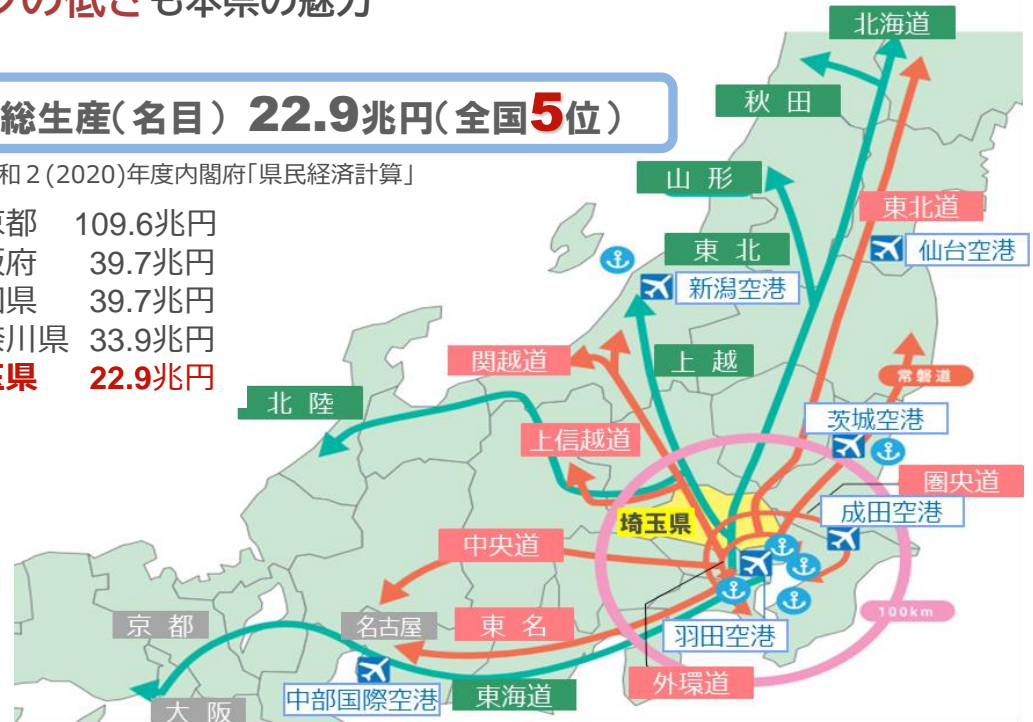 の低さも本県の魅力
総生産(名目) 22.9兆円(全国5位)
和2(2020)年度内閣府「県民経済計算」
都 109.6兆円
府 39.7兆円
県 39.7兆円
川県 33.9兆円
県 22.9兆円
北海道
秋田
山形
東北道
東北
仙台空港
新潟空港
関越道
上越
常磐道
北陸
茨城空港
上信越道
圏央道
成田空港
埼玉県
中央道
100km
京都
名古屋
東名
羽田空港
外環道
中部国際空港
東海道
大阪